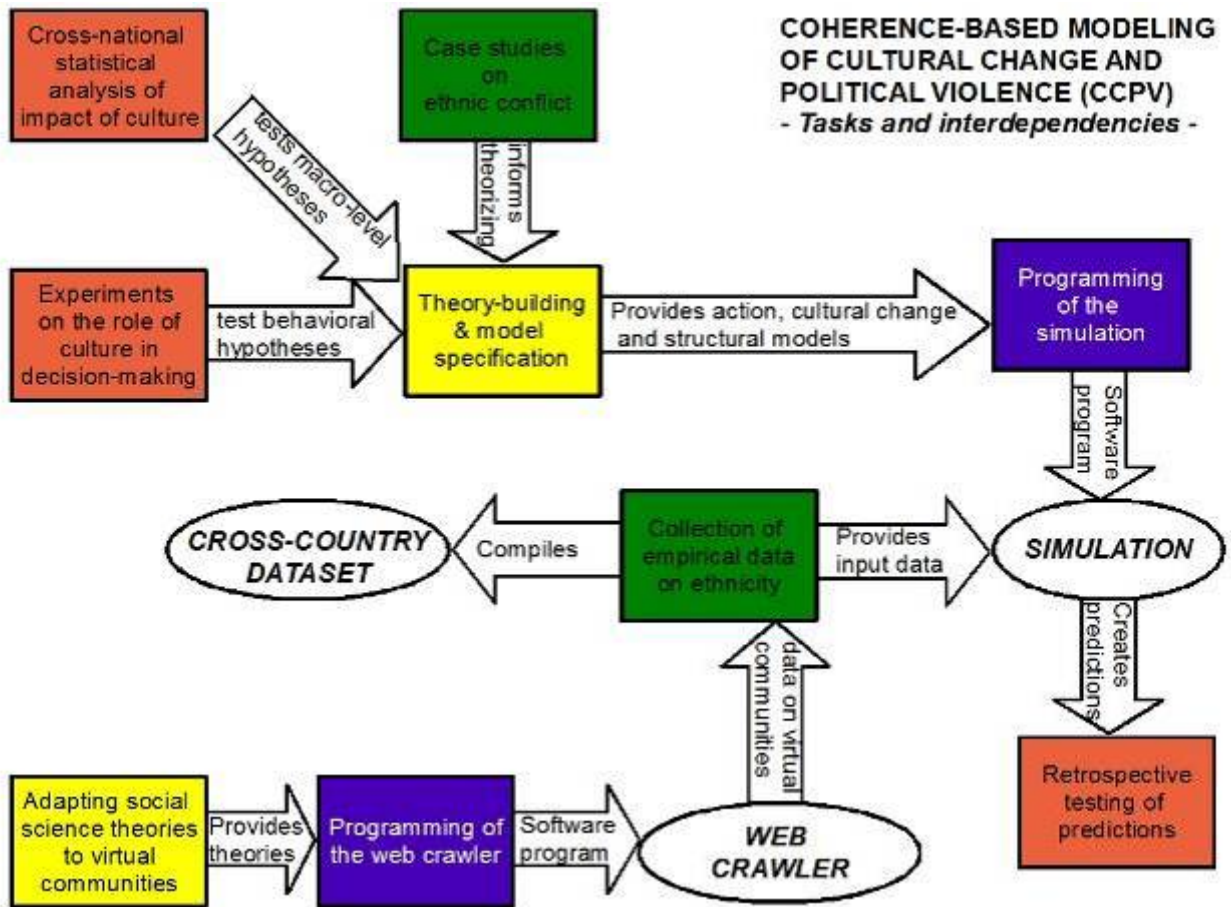 COHERENCE-BASED MODELING
OF CULTURAL CHANGE AND
POLITICAL VIOLENCE (CCPV)
- Tasks and interdependencies -
Cross-national
statistical
analysis of
impact of culture
Case studies
on
ethnic conflict
tests macro-level
hypotheses
informs
theorizing
Experiments
on the role of
culture in
decision-making
test behavioral
hypotheses
Theory-building
& model
specification
Provides action, cultural change
and structural models
Programming
of the
simulation
Software
program
CROSS-COUNTRY
DATASET
Compiles
Collection of
empirical data
on ethnicity
Provides
input data
SIMULATION
Creates
predictions
data on virtual
communities
Adapting social
science theories
to virtual
communities
Provides
theories
Programming of
the web crawler
Software
program
WEB
CRAWLER
Retrospective
testing of
predictions